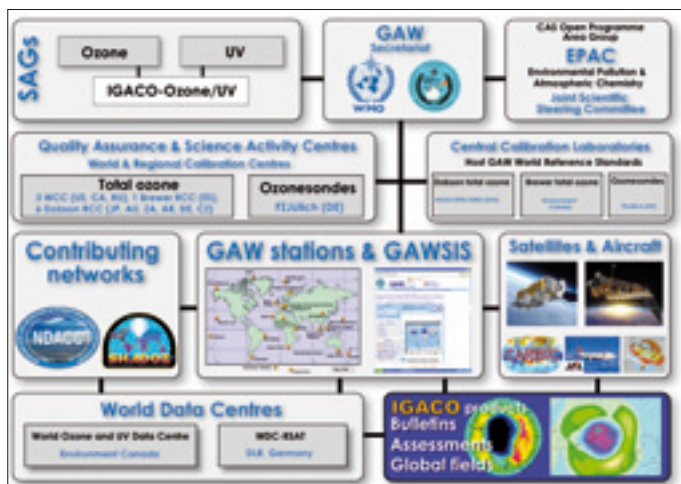 SAGs
Ozone
UV
IGACO-Ozone/UV
GAW
Secretariat
WMO
CAS Open Programme
Area Group
EPAC
Environmental Pollution &
Atmospheric Chemistry
Joint Scientific
Steering Committee
Quality Assurance & Science Activity Centres
World & Regional Calibration Centres
Total ozone
Ozonesondes
FZJülich (DE)
Central Calibration Laboratories
Host GAW World Reference Standards
Dobson total ozone
Brewer total ozone
Ozonesondes
Contributing
networks
NDACC
SHADOZ
GAW stations & GAWSIS
Satellites & Aircraft
World Data Centres
World Ozone and UV Data Centre
Environment Canada
WDC-RSAT
DLR, Germany
IGACO products
Bulletins
Assessments
Global fields